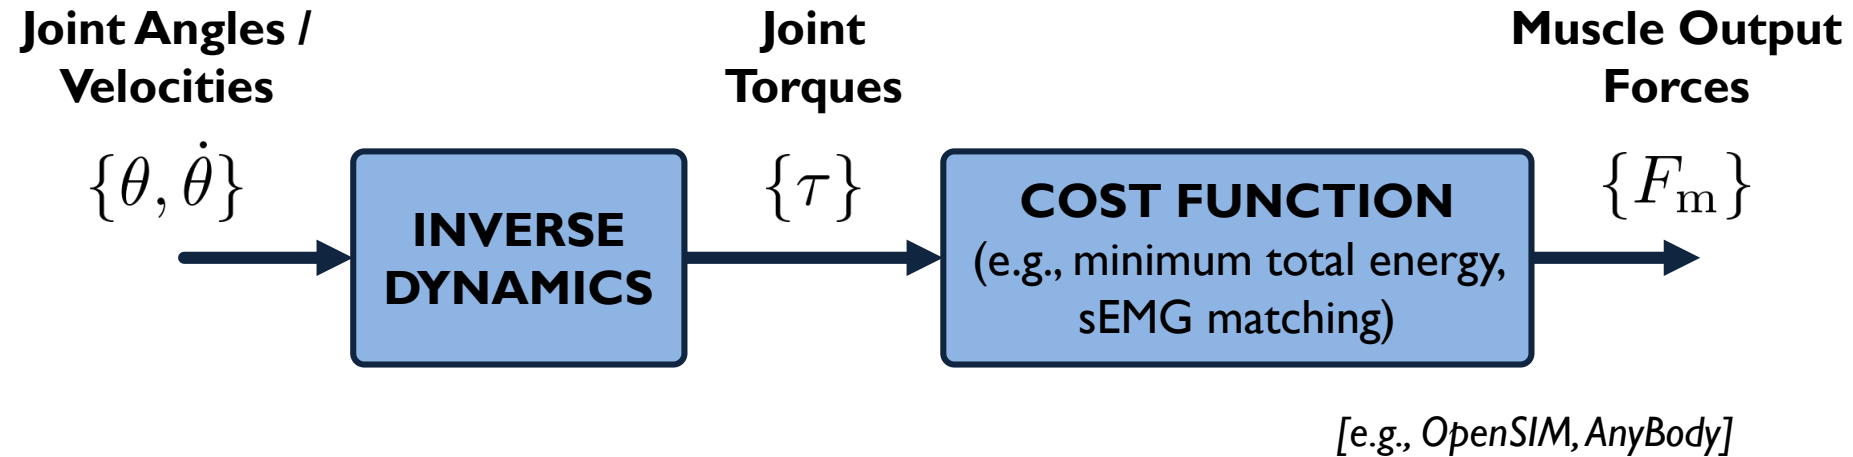 Joint Angles /
Velocities
{θ, θ̇}
INVERSE
DYNAMICS
Joint
Torques
{τ}
COST FUNCTION
(e.g., minimum total energy,
sEMG matching)
Muscle Output
Forces
{Fₘ}
[e.g., OpenSIM, AnyBody]